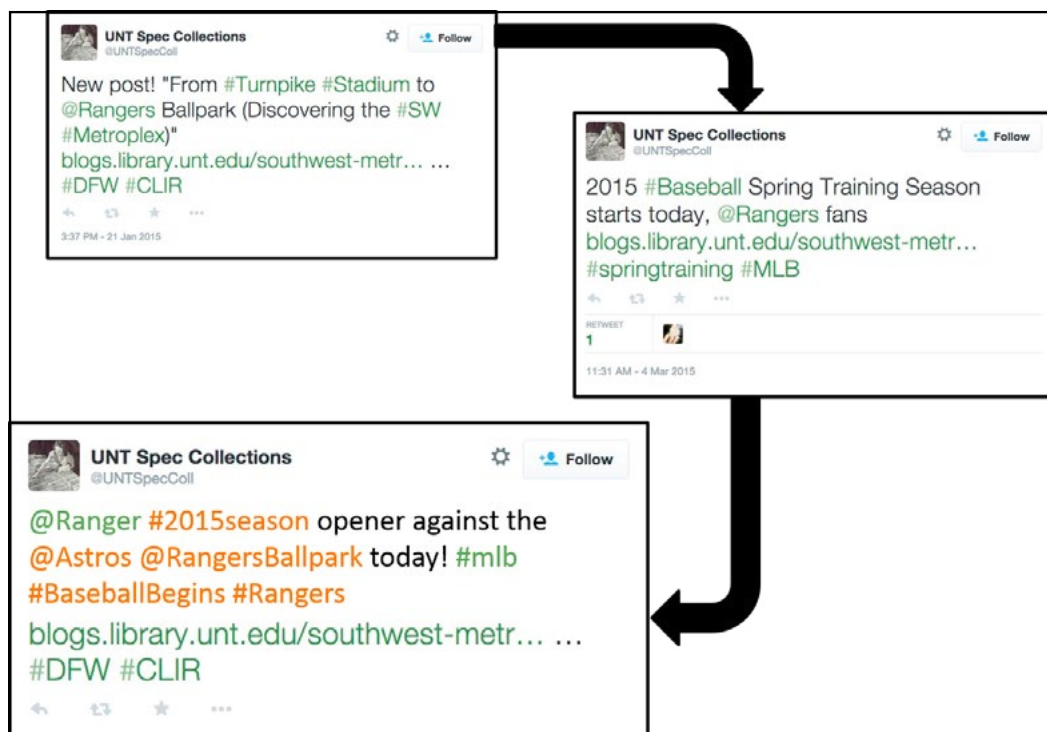 UNT Spec Collections
@UNTSpecColl
Follow
New post! "From #Turnpike #Stadium to
@Rangers Ballpark (Discovering the #SW
#Metroplex)"
blogs.library.unt.edu/southwest-metr... ...
#DFW #CLIR
3:37 PM - 21 Jan 2015
UNT Spec Collections
@UNTSpecColl
Follow
2015 #Baseball Spring Training Season
starts today, @Rangers fans
blogs.library.unt.edu/southwest-metr...
#springtraining #MLB
RETWEET
1
11:31 AM - 4 Mar 2015
UNT Spec Collections
@UNTSpecColl
Follow
@Ranger #2015season opener against the
@Astros @RangersBallpark today! #mlb
#BaseballBegins #Rangers
blogs.library.unt.edu/southwest-metr... ...
#DFW #CLIR